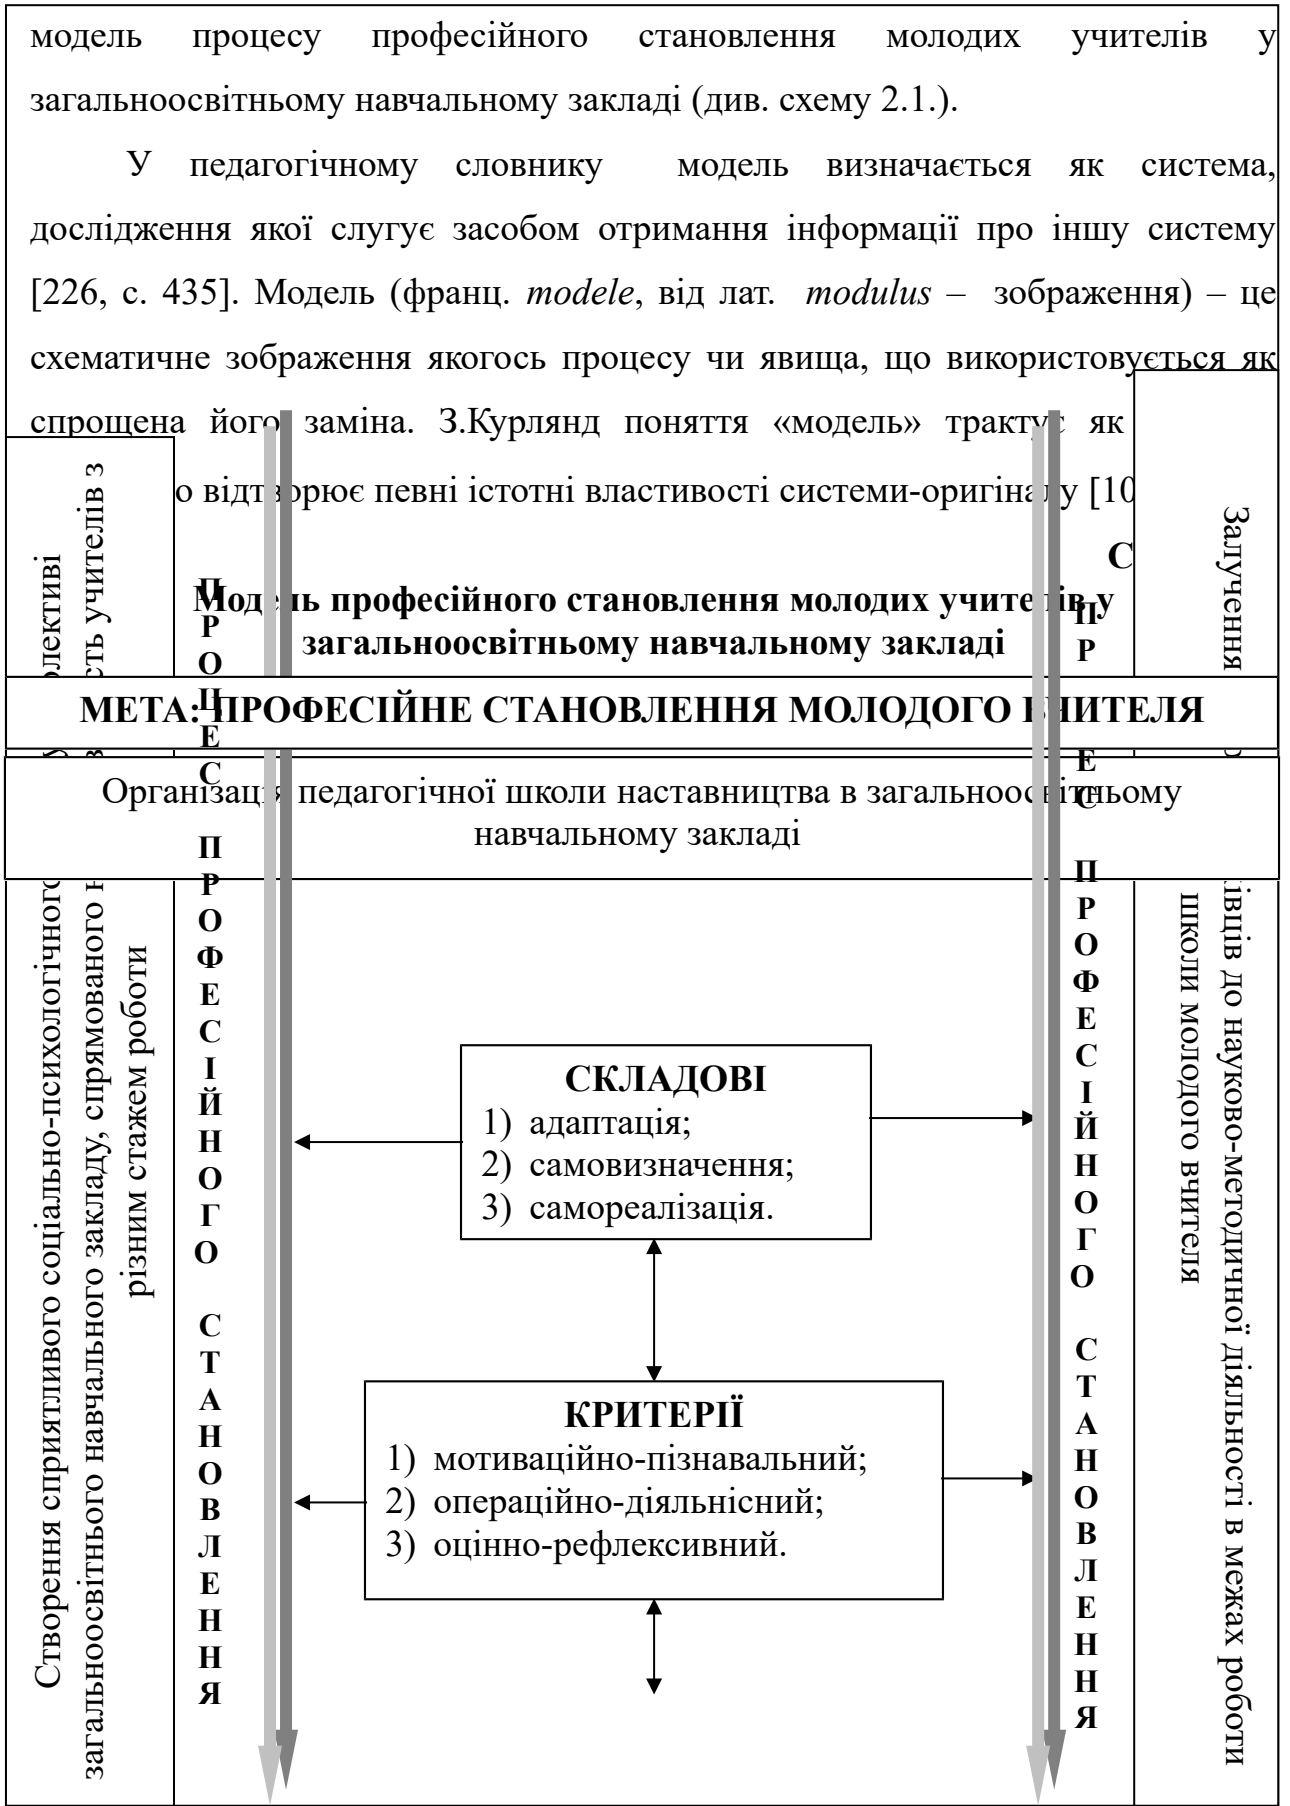 модель процесу професійного становлення молодих учителів у
загальноосвітньому навчальному закладі (див. схему 2.1.).
У педагогічному словнику модель визначається як система,
дослідження якої слугує засобом отримання інформації про іншу систему
[226, с. 435]. Модель (франц. modele, від лат. modulus – зображення) – це
схематичне зображення якогось процесу чи явища, що використовується як
спрощена його заміна. З.Курлянд поняття «модель» трактує як
відтворює певні істотні властивості системи-оригіналу [10
С
Модель професійного становлення молодих учителів у
загальноосвітньому навчальному закладі
МЕТА: ПРОФЕСІЙНЕ СТАНОВЛЕННЯ МОЛОДОГО ВЧИТЕЛЯ
Організація педагогічної школи наставництва в загальноосвітньому
навчальному закладі
Створення сприятливого соціально-психологічного
загальноосвітнього навчального закладу, спрямованого учителів з
різним стажем роботи
ПРОЦЕС ПРОФЕСІЙНОГО СТАНОВЛЕННЯ
СКЛАДОВІ
1) адаптація;
2) самовизначення;
3) самореалізація.
КРИТЕРІЇ
1) мотиваційно-пізнавальний;
2) операційно-діяльнісний;
3) оцінно-рефлексивний.
ПРОЦЕС ПРОФЕСІЙНОГО СТАНОВЛЕННЯ
Залучення до науково-методичної діяльності в межах роботи
школи молодого вчителя